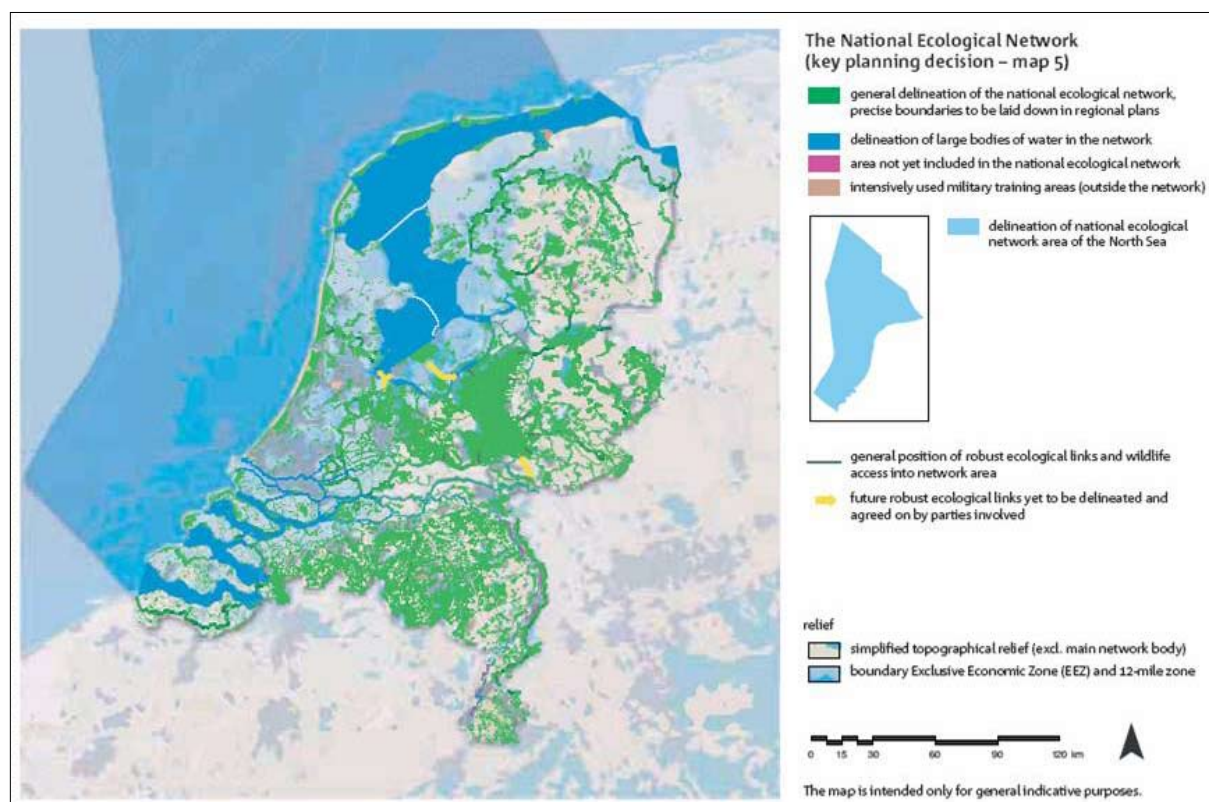 The National Ecological Network
(key planning decision – map 5)
general delineation of the national ecological network,
precise boundaries to be laid down in regional plans
delineation of large bodies of water in the network
area not yet included in the national ecological network
intensively used military training areas (outside the network)
delineation of national ecological
network area of the North Sea
general position of robust ecological links and wildlife
access into network area
future robust ecological links yet to be delineated and
agreed on by parties involved
relief
simplified topographical relief (excl. main network body)
boundary Exclusive Economic Zone (EEZ) and 12-mile zone
0 15 30 60 90 120 km
The map is intended only for general indicative purposes.